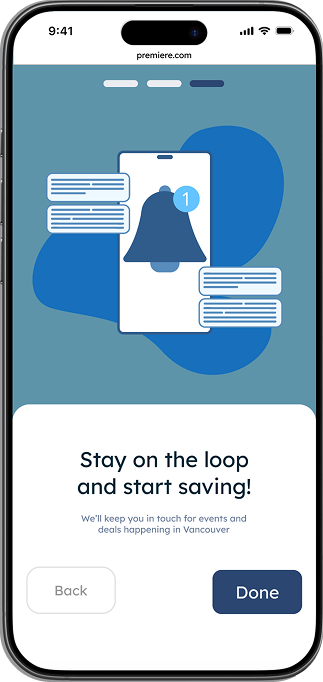 9:41
premiere.com
1
Stay on the loop
and start saving!
We'll keep you in touch for events and
deals happening in Vancouver
Back
Done